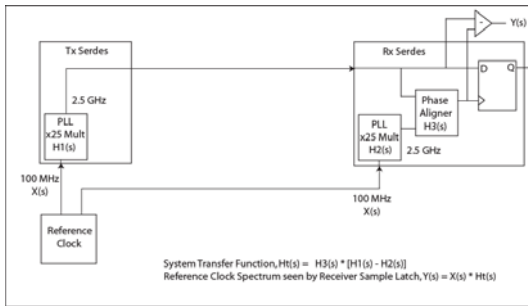 Y(s)
Tx Serdes
Rx Serdes
D
Q
2.5 GHz
PLL
x25 Mult
H1(s)
Phase
Aligner
H3(s)
PLL
x25 Mult
H2(s)
2.5 GHz
100 MHz
X(s)
100 MHz
X(s)
Reference
Clock
System Transfer Function, Ht(s) = H3(s) * [H1(s) - H2(s)]
Reference Clock Spectrum seen by Receiver Sample Latch, Y(s) = X(s) * Ht(s)